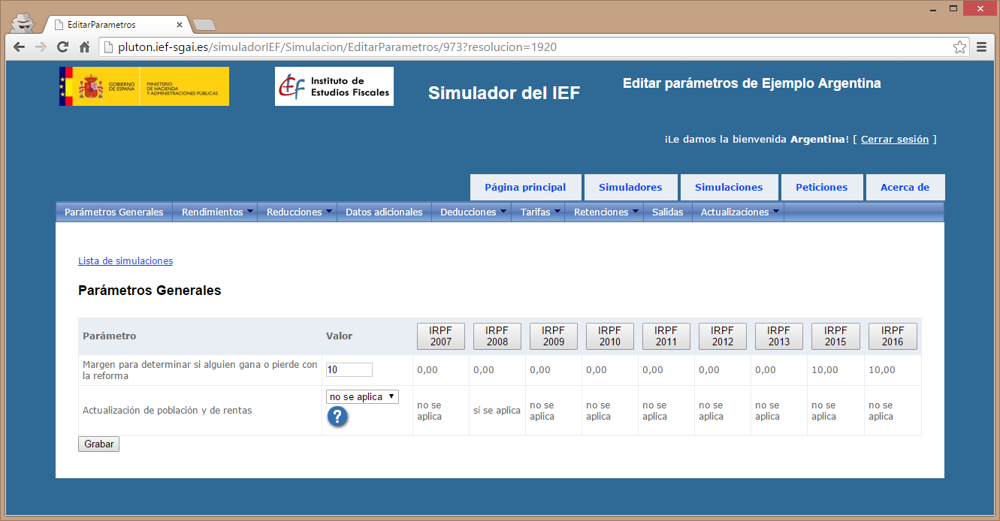 EditarParametros
pluton.ief-sgai.es/simuladorIEF/Simulacion/EditarParametros/973?resolucion=1920
GOBIERNO
DE ESPAÑA
MINISTERIO
DE HACIENDA
Y ADMINISTRACIONES PÚBLICAS
ief
Instituto de
Estudios Fiscales
Simulador del IEF
Editar parámetros de Ejemplo Argentina
¡Le damos la bienvenida Argentina! [ Cerrar sesión ]
Página principal Simuladores Simulaciones Peticiones Acerca de
Parámetros Generales Rendimientos Reducciones Datos adicionales Deducciones Tarifas Retenciones Salidas Actualizaciones
Lista de simulaciones
Parámetros Generales
Parámetro Valor
IRPF IRPF IRPF IRPF IRPF IRPF IRPF IRPF IRPF
2007 2008 2009 2010 2011 2012 2013 2015 2016
Margen para determinar si alguien gana o pierde con
la reforma
10 0,00 0,00 0,00 0,00 0,00 0,00 0,00 10,00 10,00
Actualización de población y de rentas
no se aplica
?
no se
aplica
sí se aplica
no se
aplica
no se
aplica
no se
aplica
no se
aplica
no se
aplica
no se
aplica
no se
aplica
Grabar